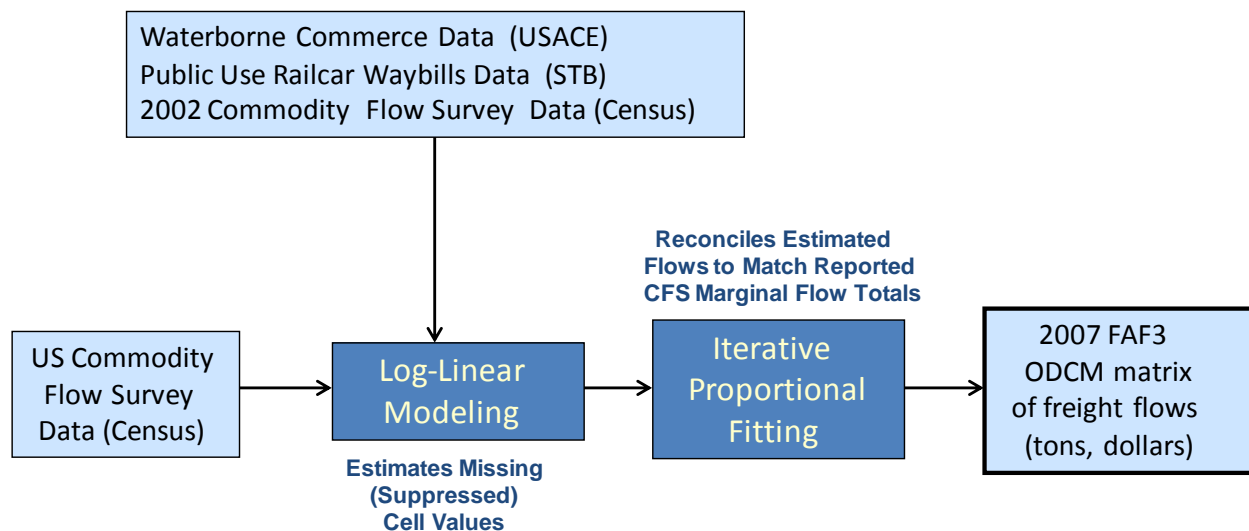 Waterborne Commerce Data (USACE)
Public Use Railcar Waybills Data (STB)
2002 Commodity Flow Survey Data (Census)
Reconciles Estimated
Flows to Match Reported
CFS Marginal Flow Totals
US Commodity
Flow Survey
Data (Census)
Log-Linear
Modeling
Iterative
Proportional
Fitting
2007 FAF3
ODCM matrix
of freight flows
(tons, dollars)
Estimates Missing
(Suppressed)
Cell Values